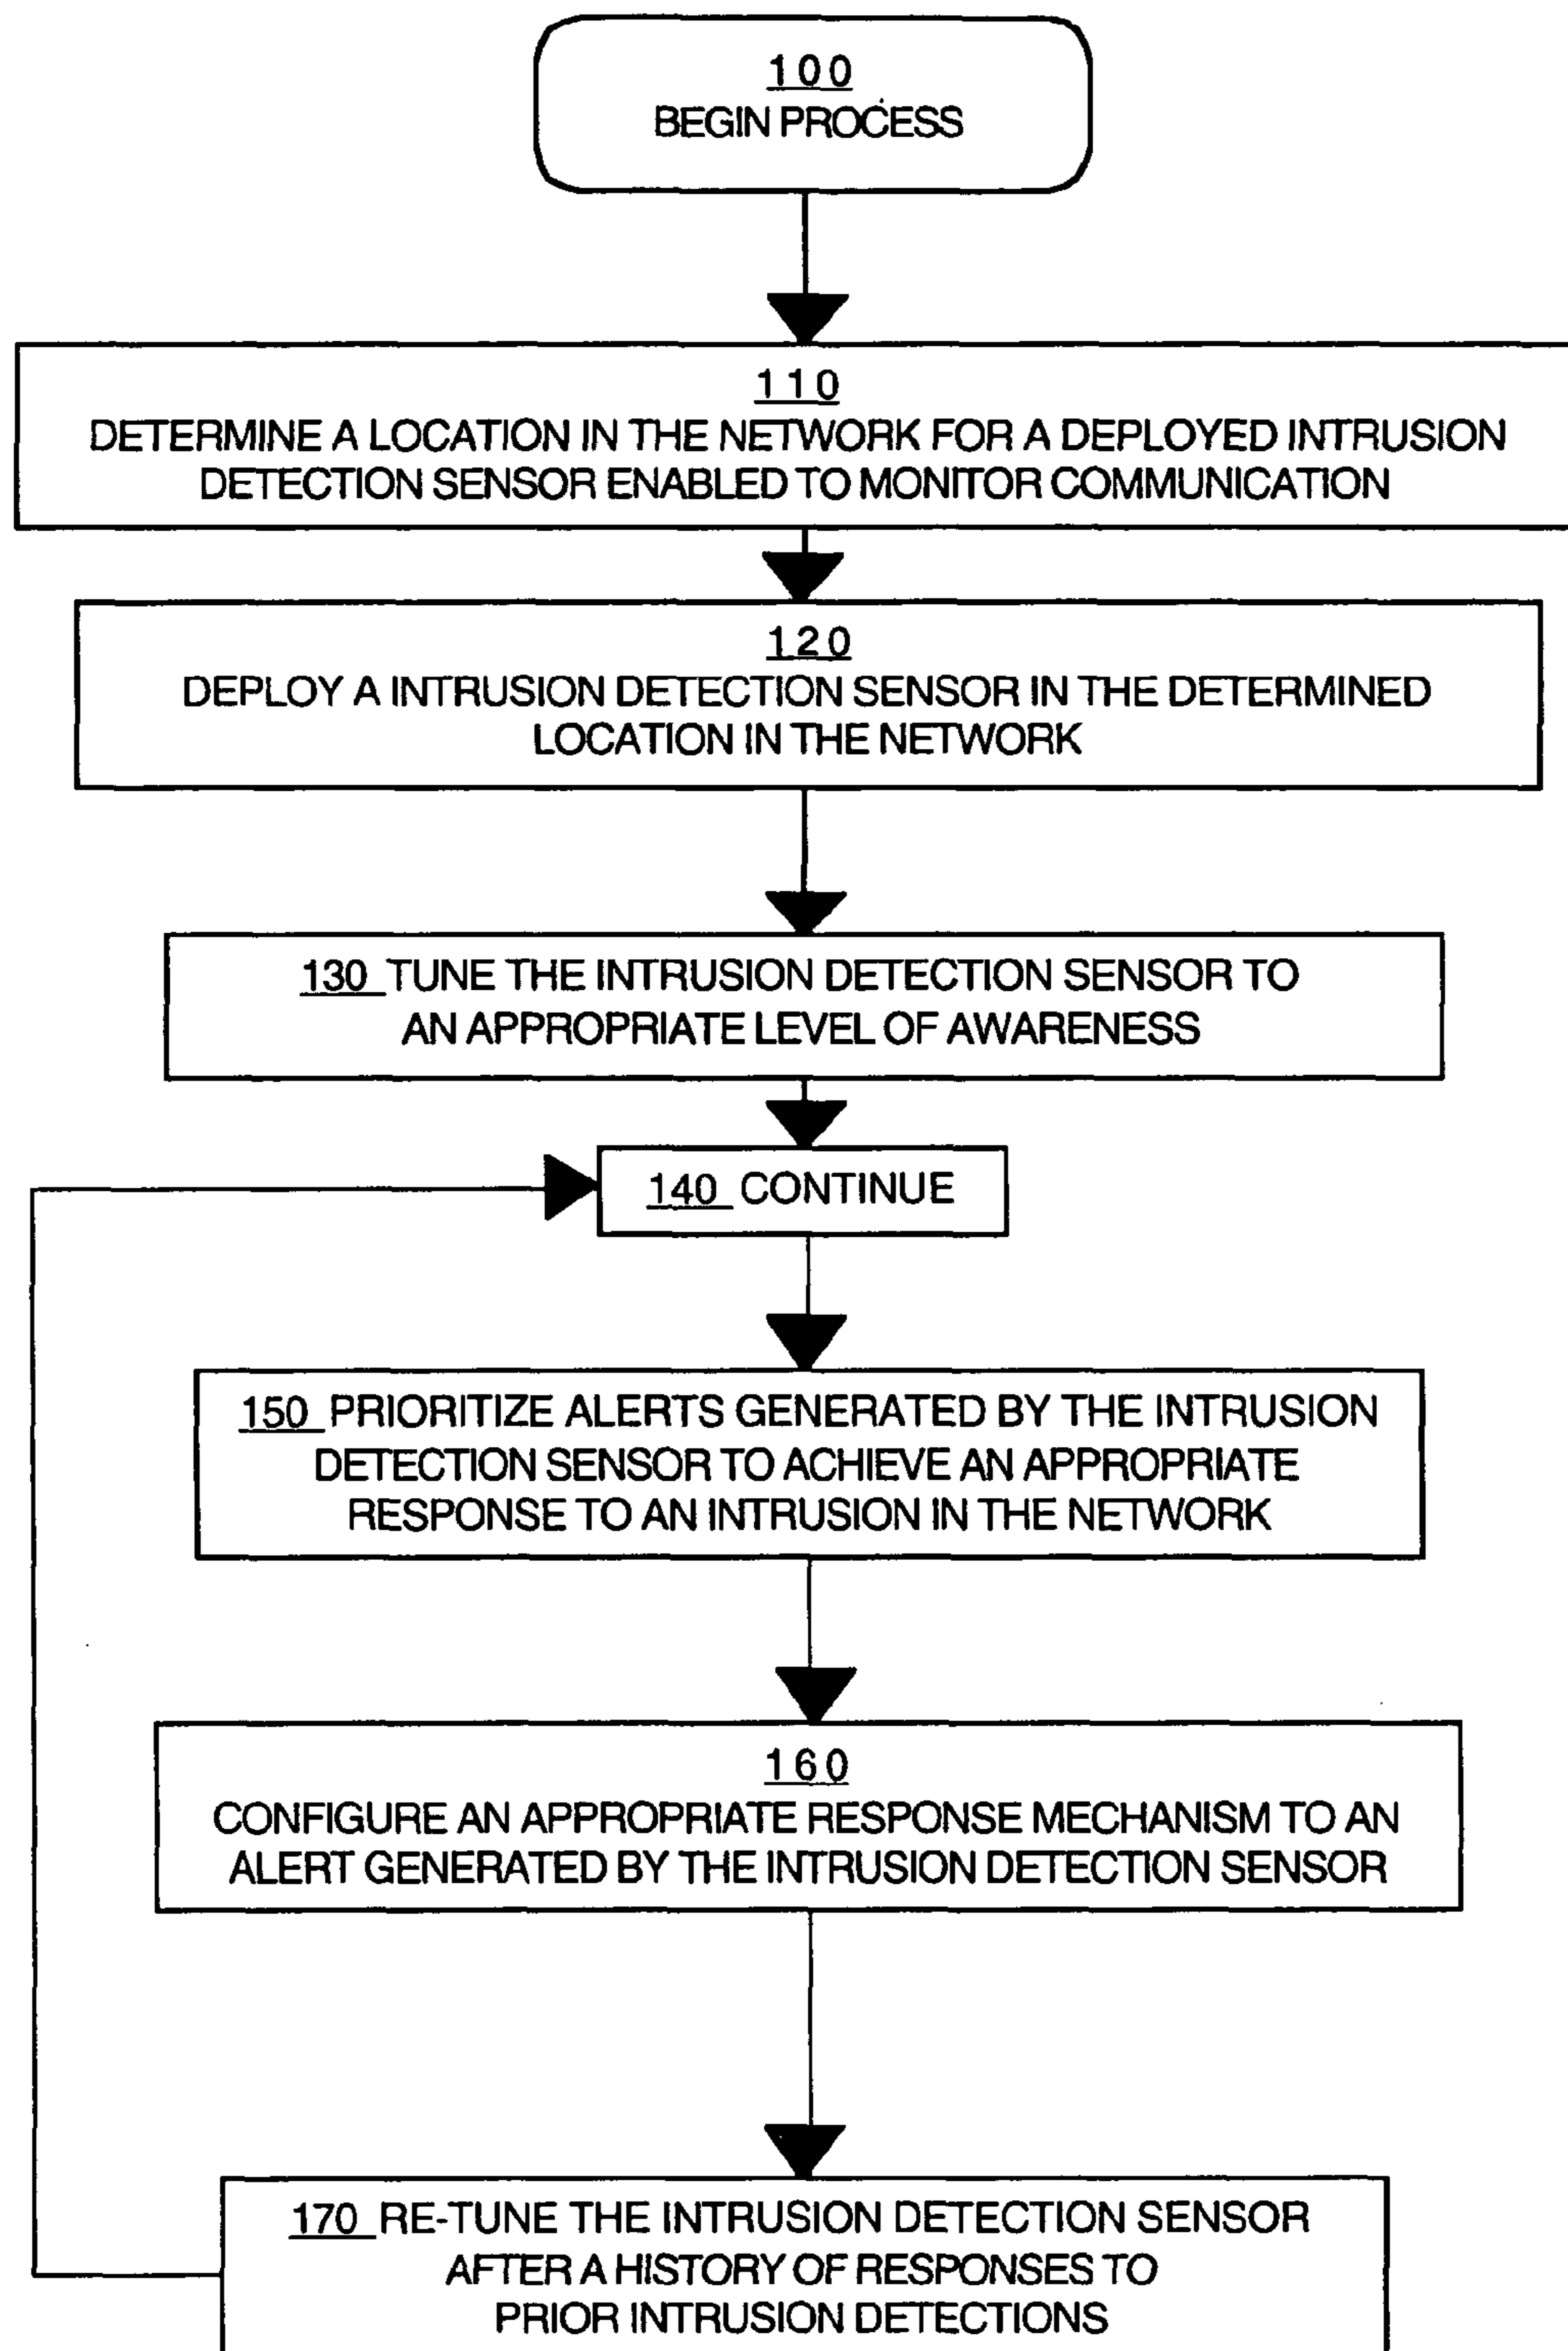 100
BEGIN PROCESS
110
DETERMINE A LOCATION IN THE NETWORK FOR A DEPLOYED INTRUSION
DETECTION SENSOR ENABLED TO MONITOR COMMUNICATION
120
DEPLOY A INTRUSION DETECTION SENSOR IN THE DETERMINED
LOCATION IN THE NETWORK
130 TUNE THE INTRUSION DETECTION SENSOR TO
AN APPROPRIATE LEVEL OF AWARENESS
140 CONTINUE
150 PRIORITIZE ALERTS GENERATED BY THE INTRUSION
DETECTION SENSOR TO ACHIEVE AN APPROPRIATE
RESPONSE TO AN INTRUSION IN THE NETWORK
160
CONFIGURE AN APPROPRIATE RESPONSE MECHANISM TO AN
ALERT GENERATED BY THE INTRUSION DETECTION SENSOR
170 RE-TUNE THE INTRUSION DETECTION SENSOR
AFTER A HISTORY OF RESPONSES TO
PRIOR INTRUSION DETECTIONS